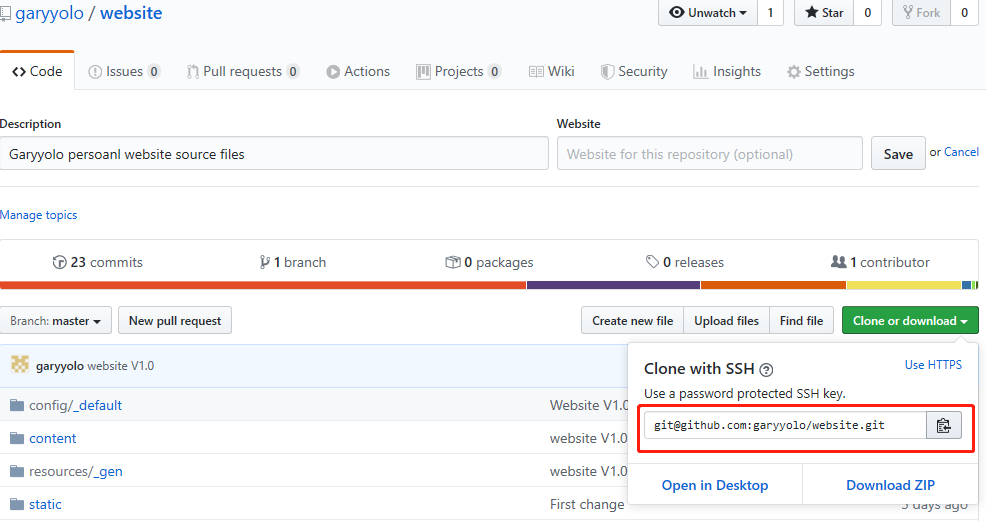 garyyolo / website
Unwatch 1 Star 0 Fork 0
Code Issues 0 Pull requests 0 Actions Projects 0 Wiki Security Insights Settings
Description Website
Garyyolo persoanl website source files Website for this repository (optional) Save or Cancel
Manage topics
23 commits 1 branch 0 packages 0 releases 1 contributor
Branch: master New pull request Create new file Upload files Find file Clone or download
garyyolo website V1.0
Clone with SSH Use HTTPS
Use a password protected SSH key.
config/_default Website V1.0
git@github.com:garyyolo/website.git
content website V1.0
resources/_gen website V1.0
Open in Desktop Download ZIP
static First change 5 days ago